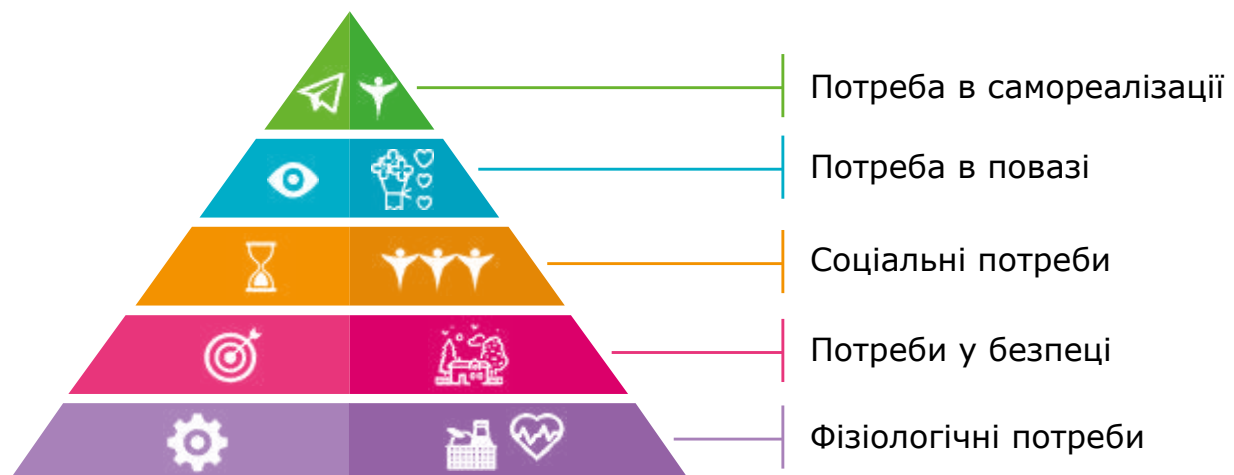 Потреба в самореалізації
Потреба в повазі
Соціальні потреби
Потреби у безпеці
Фізіологічні потреби